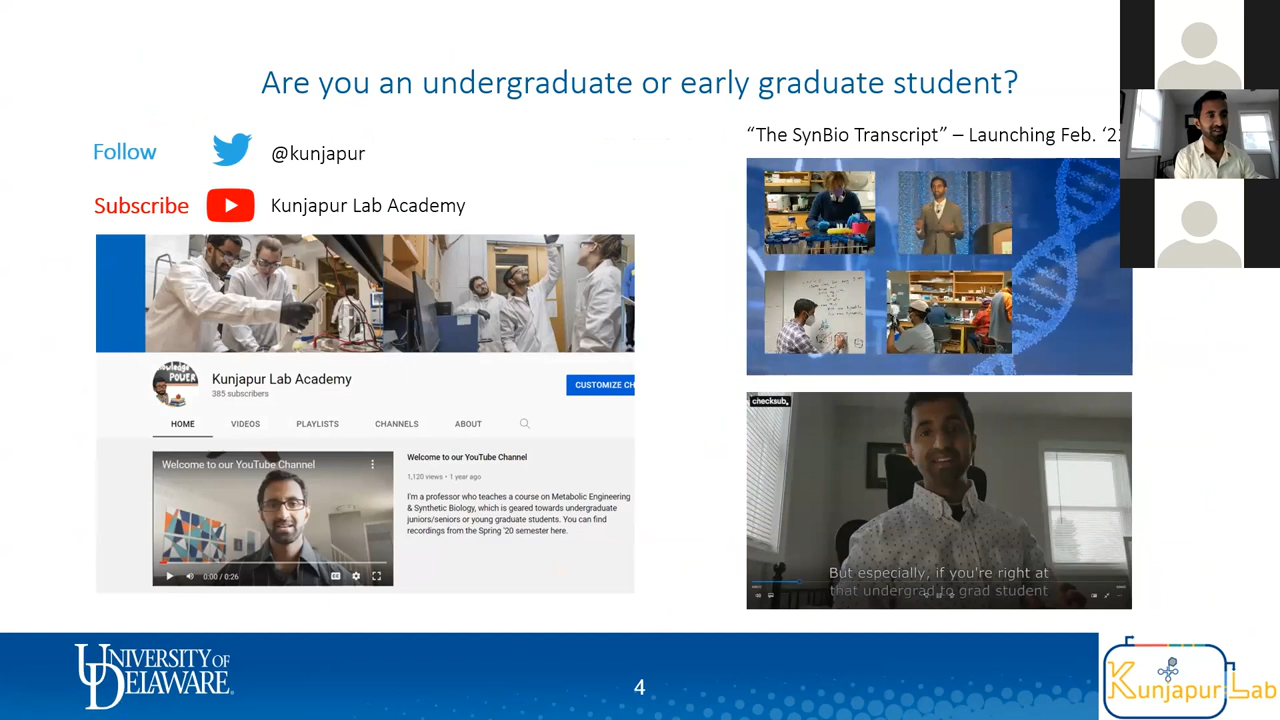 Are you an undergraduate or early graduate student?
Follow
@kunjapur
Subscribe
Kunjapur Lab Academy
"The SynBio Transcript" – Launching Feb. '22
Kunjapur Lab Academy
385 subscribers
CUSTOMIZE CH
HOME
VIDEOS
PLAYLISTS
CHANNELS
ABOUT
Welcome to our YouTube Channel
0:00 / 0:26
Welcome to our YouTube Channel
1,120 views • 1 year ago
I'm a professor who teaches a course on Metabolic Engineering
& Synthetic Biology, which is geared towards undergraduate
juniors/seniors or young graduate students. You can find
recordings from the Spring '20 semester here.
POWER
checksub.
But especially, if you're right at
that undergrad to grad student
UNIVERSITY OF
DELAWARE
4
Kunjapur Lab